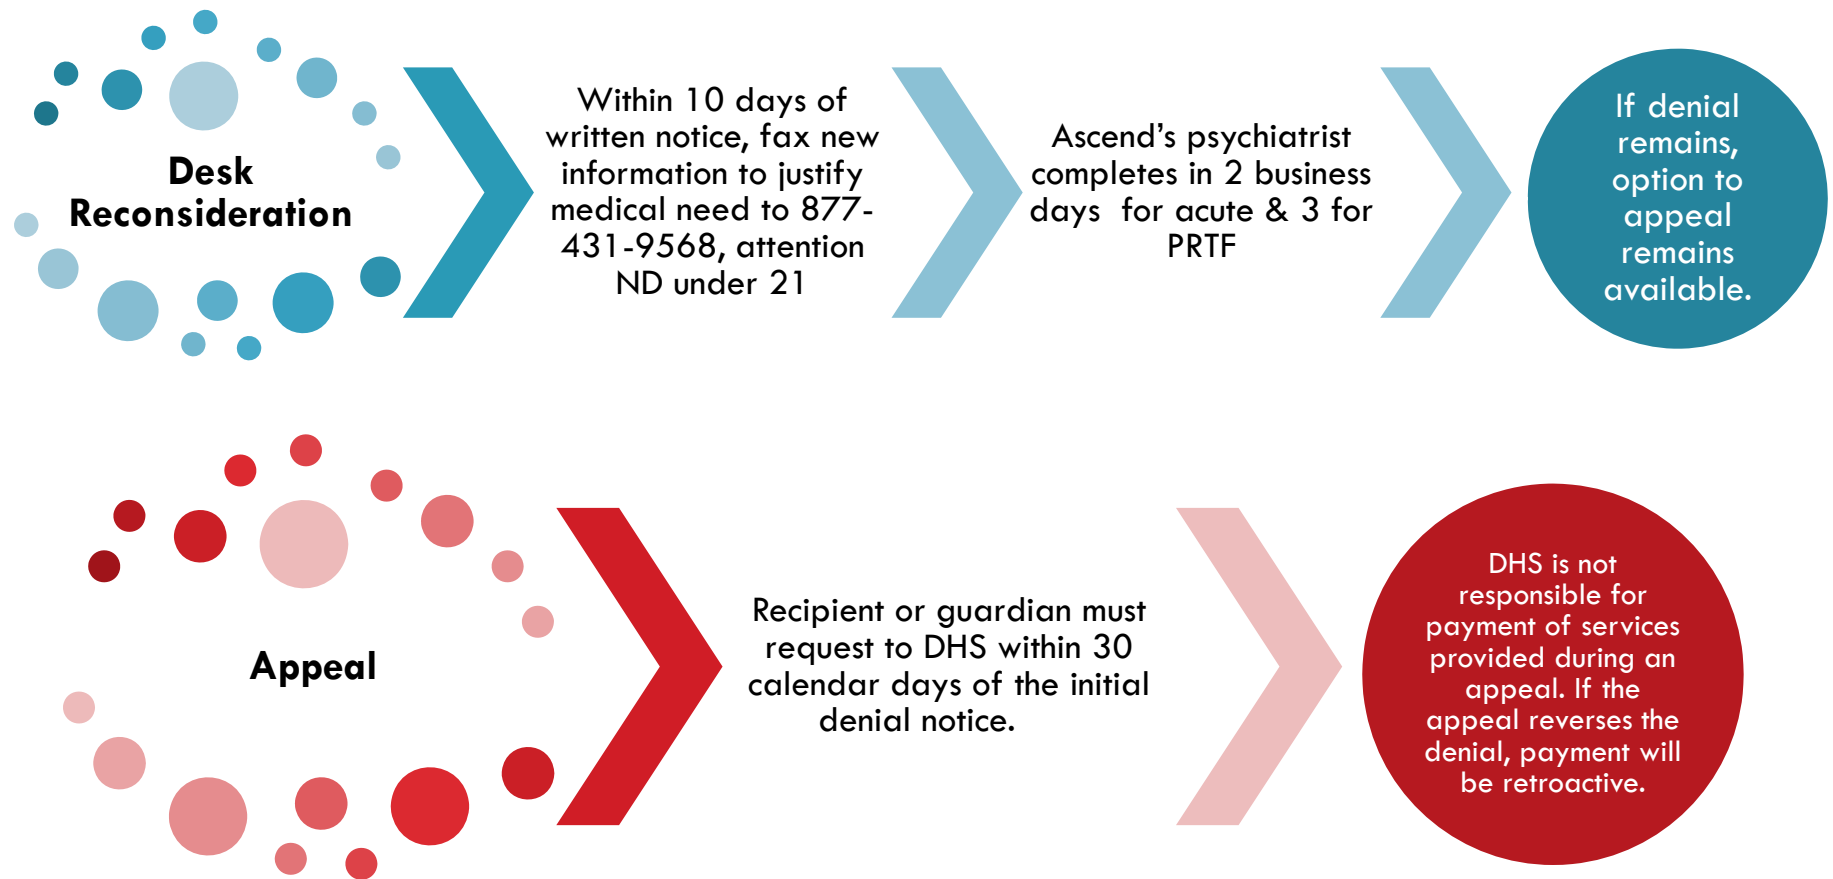 Desk
Reconsideration
Within 10 days of
written notice, fax new
information to justify
medical need to 877-
431-9568, attention
ND under 21
Ascend’s psychiatrist
completes in 2 business
days  for acute & 3 for
PRTF
If denial
remains,
option to
appeal
remains
available.
Appeal
Recipient or guardian must
request to DHS within 30
calendar days of the initial
denial notice.
DHS is not
responsible for
payment of services
provided during an
appeal. If the
appeal reverses the
denial, payment will
be retroactive.